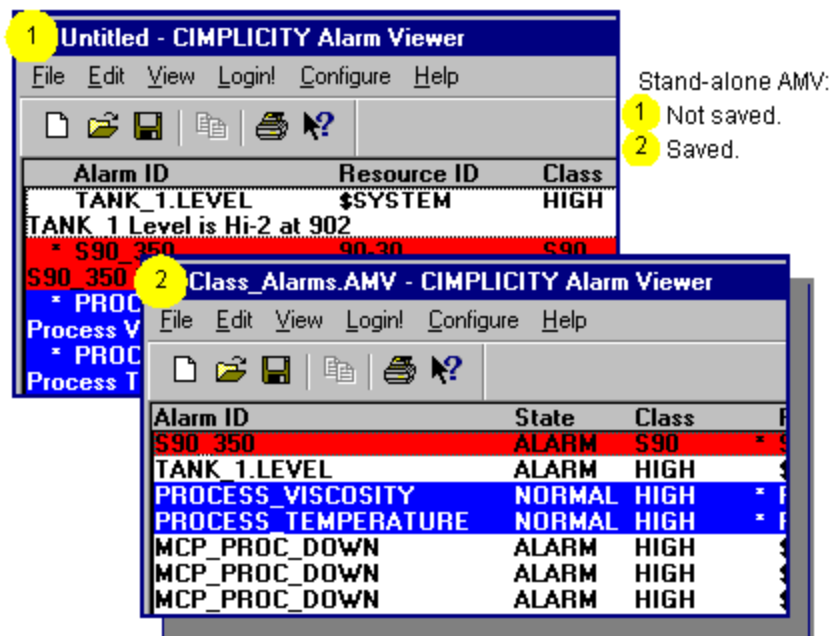 1 Untitled - CIMPLICITY Alarm Viewer
File Edit View Login! Configure Help
Stand-alone AMV:
1 Not saved.
2 Saved.
Alarm ID Resource ID Class
TANK_1.LEVEL $SYSTEM HIGH
TANK_1 Level is Hi-2 at 902
* S90_350 90-30 S90
S90_350
* PROC
Process V
* PROC
Process T
2 Class_Alarms.AMV - CIMPLICITY Alarm Viewer
File Edit View Login! Configure Help
Alarm ID State Class
S90_350 ALARM S90 *
TANK_1.LEVEL ALARM HIGH
PROCESS_VISCOSITY NORMAL HIGH *
PROCESS_TEMPERATURE NORMAL HIGH *
MCP_PROC_DOWN ALARM HIGH
MCP_PROC_DOWN ALARM HIGH
MCP_PROC_DOWN ALARM HIGH